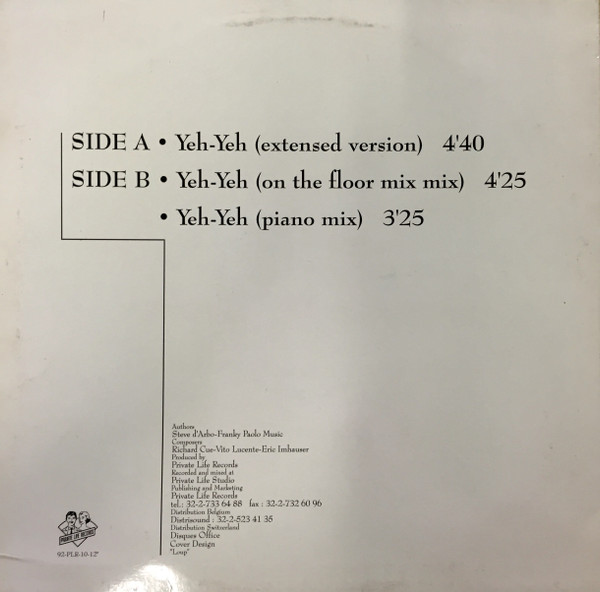 SIDE A • Yeh-Yeh (extensed version) 4'40
SIDE B • Yeh-Yeh (on the floor mix mix) 4'25
• Yeh-Yeh (piano mix) 3'25
Authors
Steve d'Arbo-Franky Paolo Music
Composers
Richard Cue-Vito Lucente-Eric Imhauser
Produced by
Private Life Records
Recorded and mixed at
Private Life Studio
Publishing and Marketing
Private Life Records
tel.: 32-2-733 64 88 fax : 32-2-732 60 96
Distribution Belgium
Distrisound : 32-2-523 41 35
Distribution Switzerland
Disques Office
Cover Design
"Loup"
PRIVATE LIFE RECORDS
92-PLR-10-12"